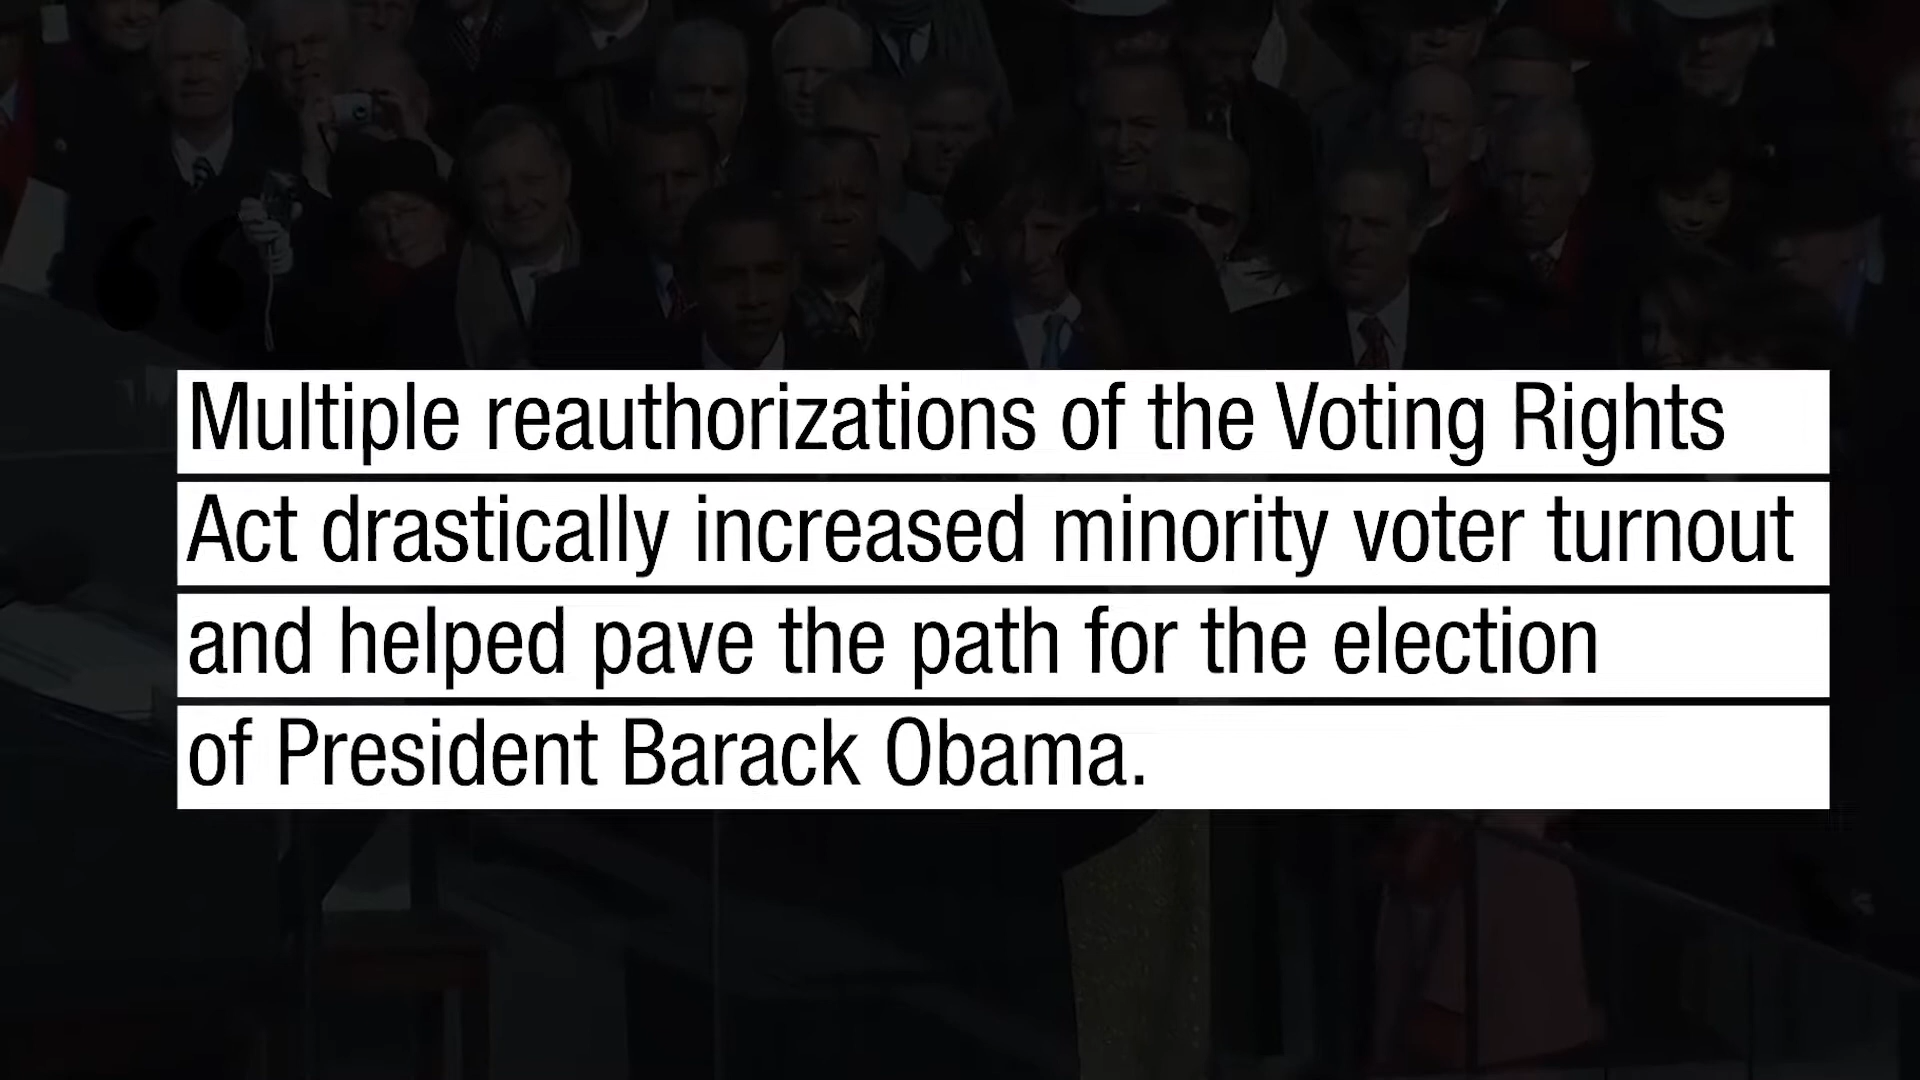 Multiple reauthorizations of the Voting Rights
Act drastically increased minority voter turnout
and helped pave the path for the election
of President Barack Obama.